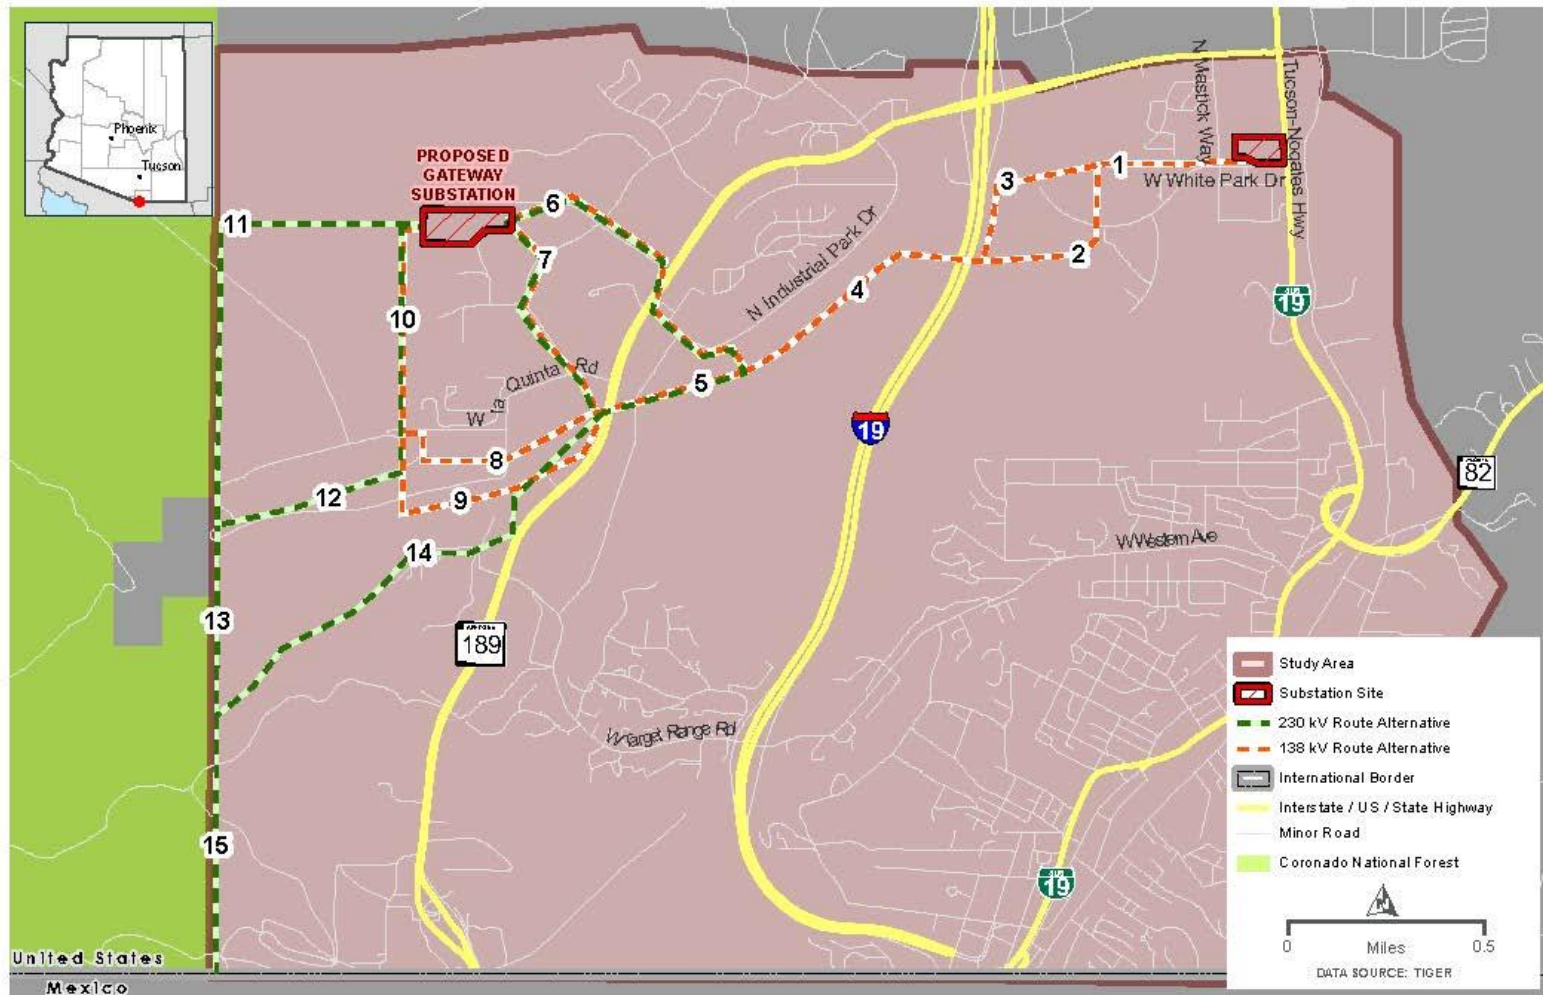 Phoenix
Tucson
PROPOSED
GATEWAY
SUBSTATION
N Mastick Way
Tucson-Nogales Hwy
W White Park Dr
N Industrial Park Dr
W La Quinta Rd
W Western Ave
W Target Range Rd
1
2
3
4
5
6
7
8
9
10
11
12
13
14
15
19
19
19
82
189
Study Area
Substation Site
230 kV Route Alternative
138 kV Route Alternative
International Border
Interstate / US / State Highway
Minor Road
Coronado National Forest
N
0 Miles 0.5
DATA SOURCE: TIGER
United States
Mexico